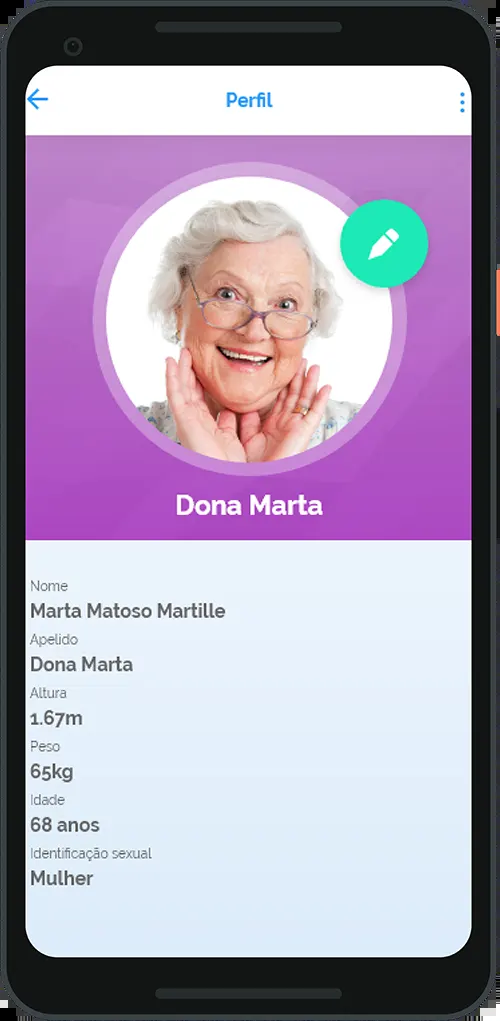 Perfil
Dona Marta
Nome
Marta Matoso Martille
Apelido
Dona Marta
Altura
1.67m
Peso
65kg
Idade
68 anos
Identificação sexual
Mulher